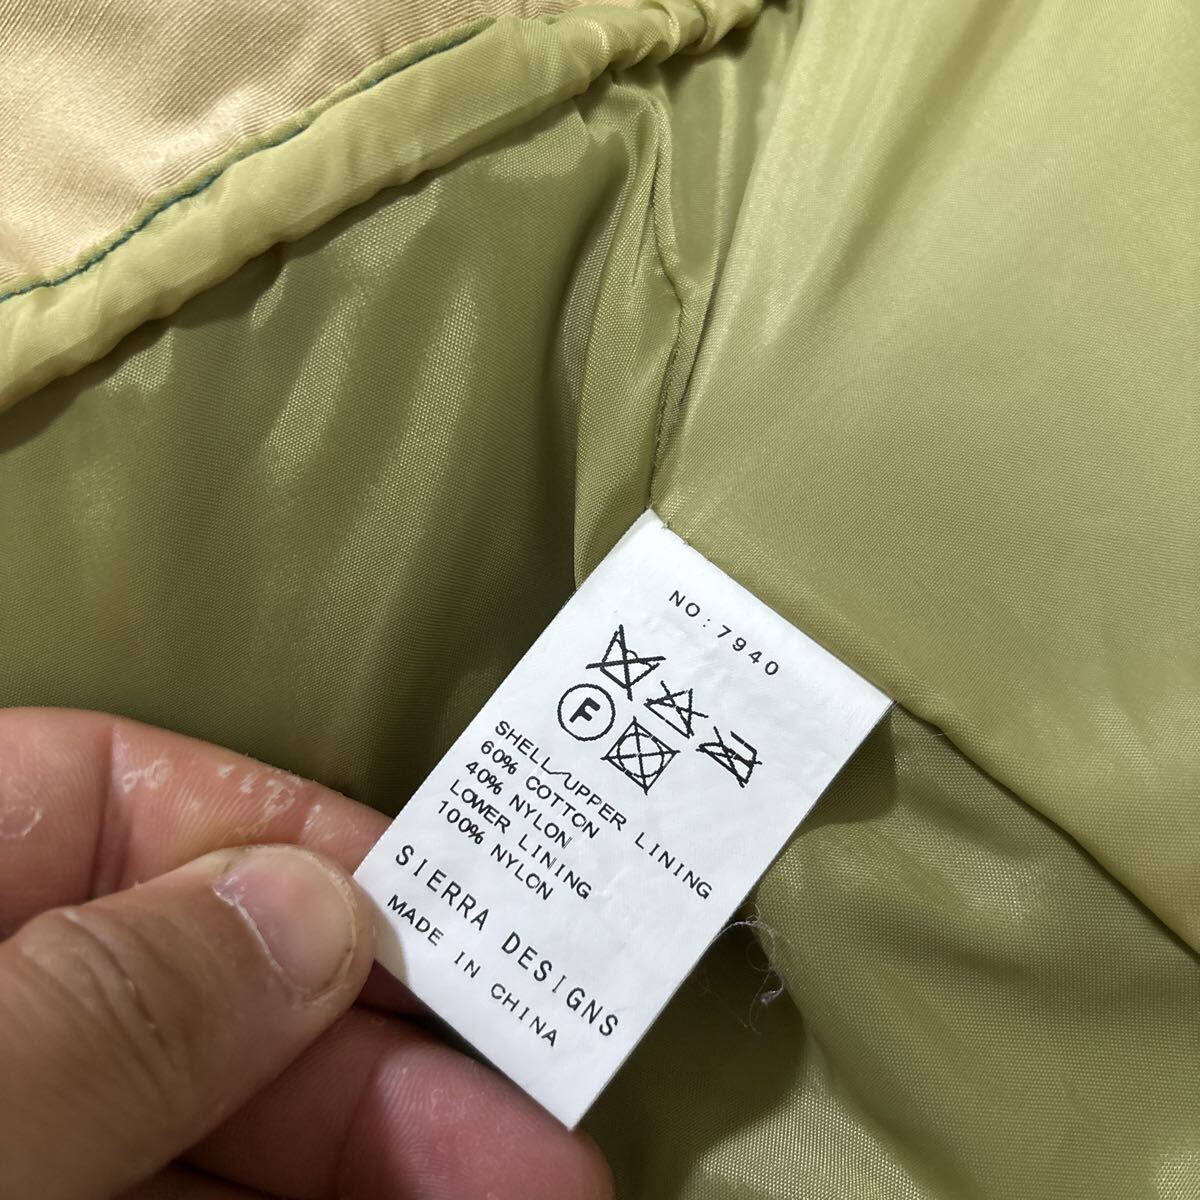 NO:7940
F
SHELL/UPPER LINING
60% COTTON
40% NYLON
LOWER LINING
100% NYLON
SIERRA DESIGNS
MADE IN CHINA